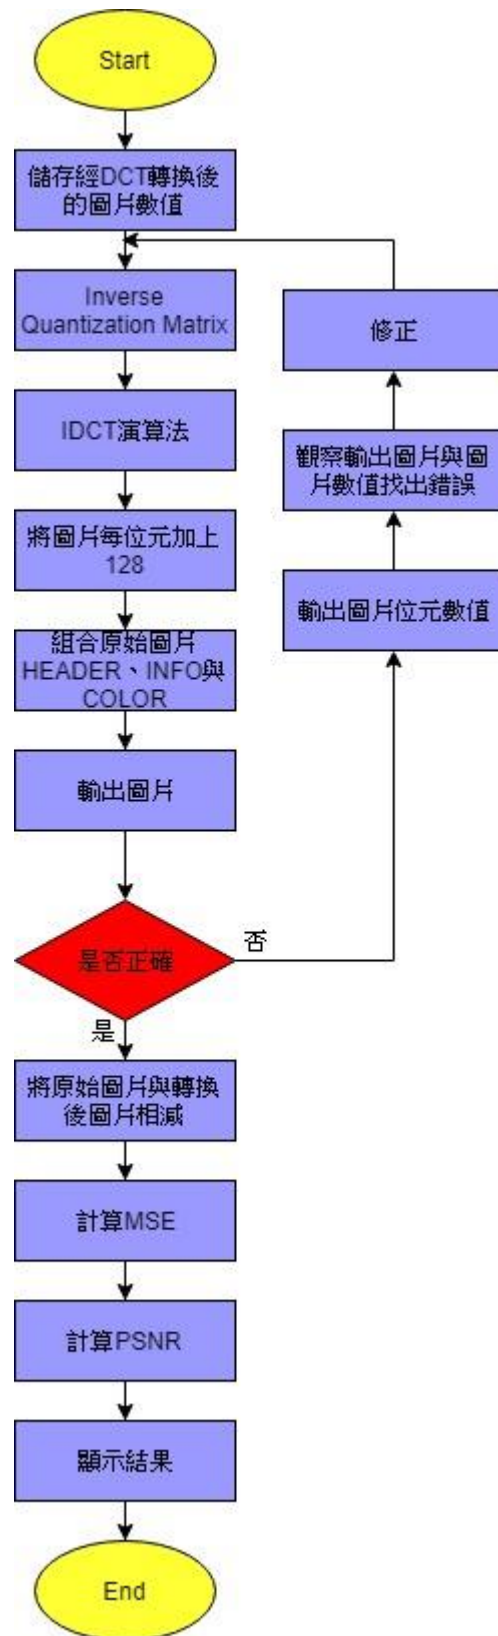 Start
儲存經DCT轉換後
的圖片數值
Inverse
Quantization Matrix
IDCT演算法
將圖片每位元加上
128
組合原始圖片
HEADER、INFO與
COLOR
輸出圖片
是否正確
否
輸出圖片位元數值
觀察輸出圖片與圖
片數值找出錯誤
修正
是
將原始圖片與轉換
後圖片相減
計算MSE
計算PSNR
顯示結果
End